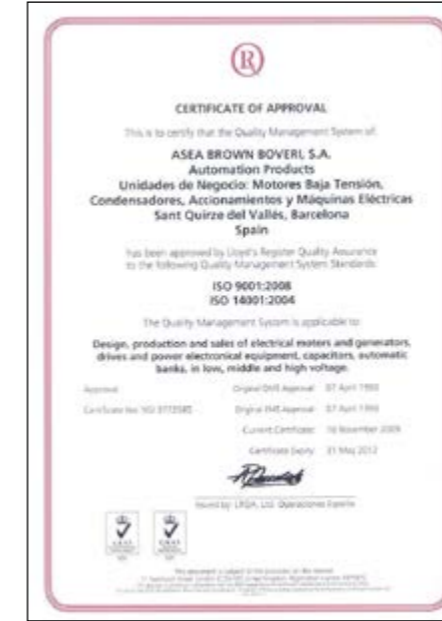 R
CERTIFICATE OF APPROVAL
This is to certify that the Quality Management System of:
ASEA BROWN BOVERI, S.A.
Automation Products
Unidades de Negocio: Motores Baja Tensión,
Condensadores, Accionamientos y Máquinas Eléctricas
Sant Quirze del Vallés, Barcelona
Spain
has been approved by Lloyd's Register Quality Assurance
to the following Quality Management System Standards:
ISO 9001:2008
ISO 14001:2004
The Quality Management System is applicable to:
Design, production and sales of electrical motors and generators,
drives and power electronical equipment, capacitors, automatic
banks, in low, middle and high voltage.
Approval
Original QMS Approval: 07 April 1993
Certificate No:
Original EMS Approval:
Current Certificate: 16 November 2009
Certificate Expiry: 31 May 2012
Issued by: LRQA, Ltd. Operaciones España